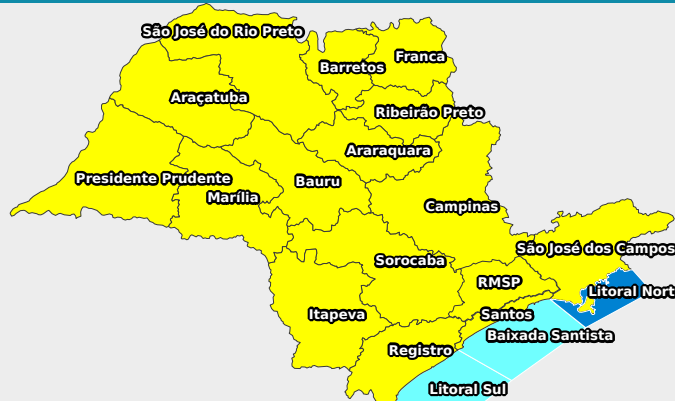 São José do Rio Preto
Franca
Barretos
Araçatuba
Ribeirão Preto
Araraquara
Presidente Prudente
Bauru
Marília
Campinas
São José dos Campos
Sorocaba
RMSP
Litoral Nort
Itapeva
Santos
Baixada Santista
Registro
Litoral Sul